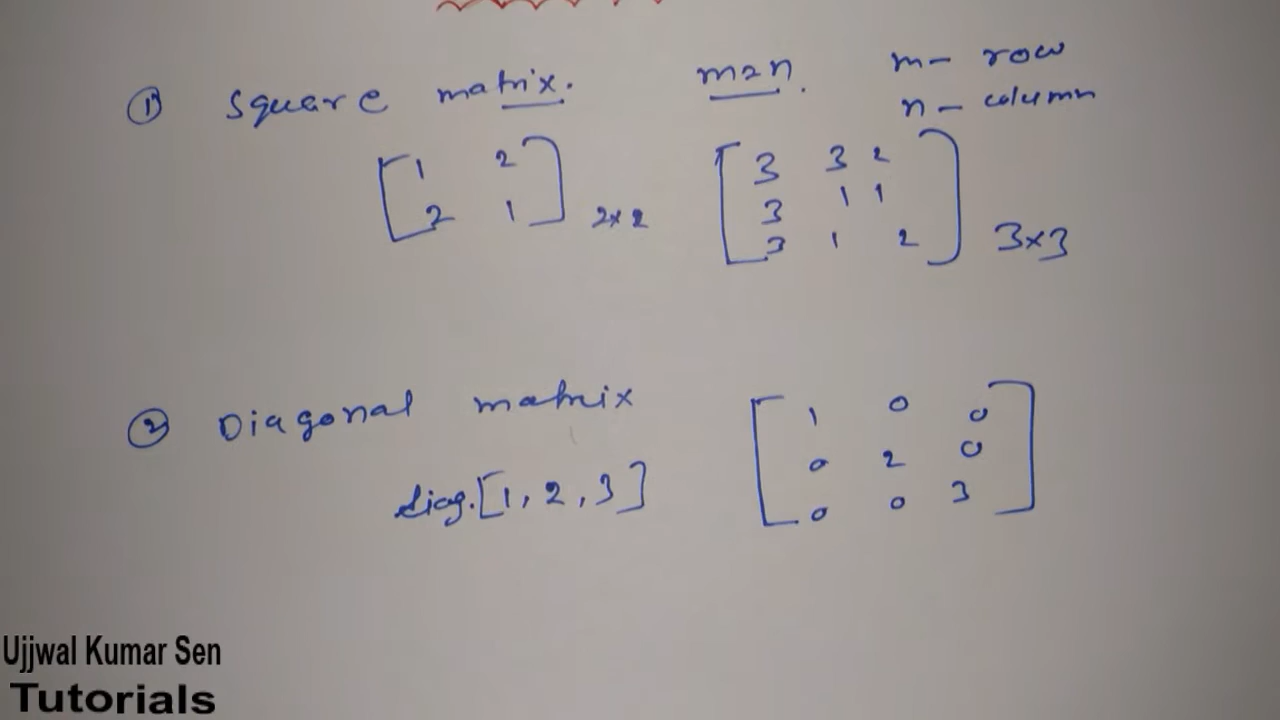 ① Square matrix. m=n. m- row
n- column
[1 2
2 1] 2×2
[3 3 2
3 1 1
3 1 2] 3×3
② Diagonal matrix
diag.[1, 2, 3]
[1 0 0
0 2 0
0 0 3]
Ujjwal Kumar Sen
Tutorials